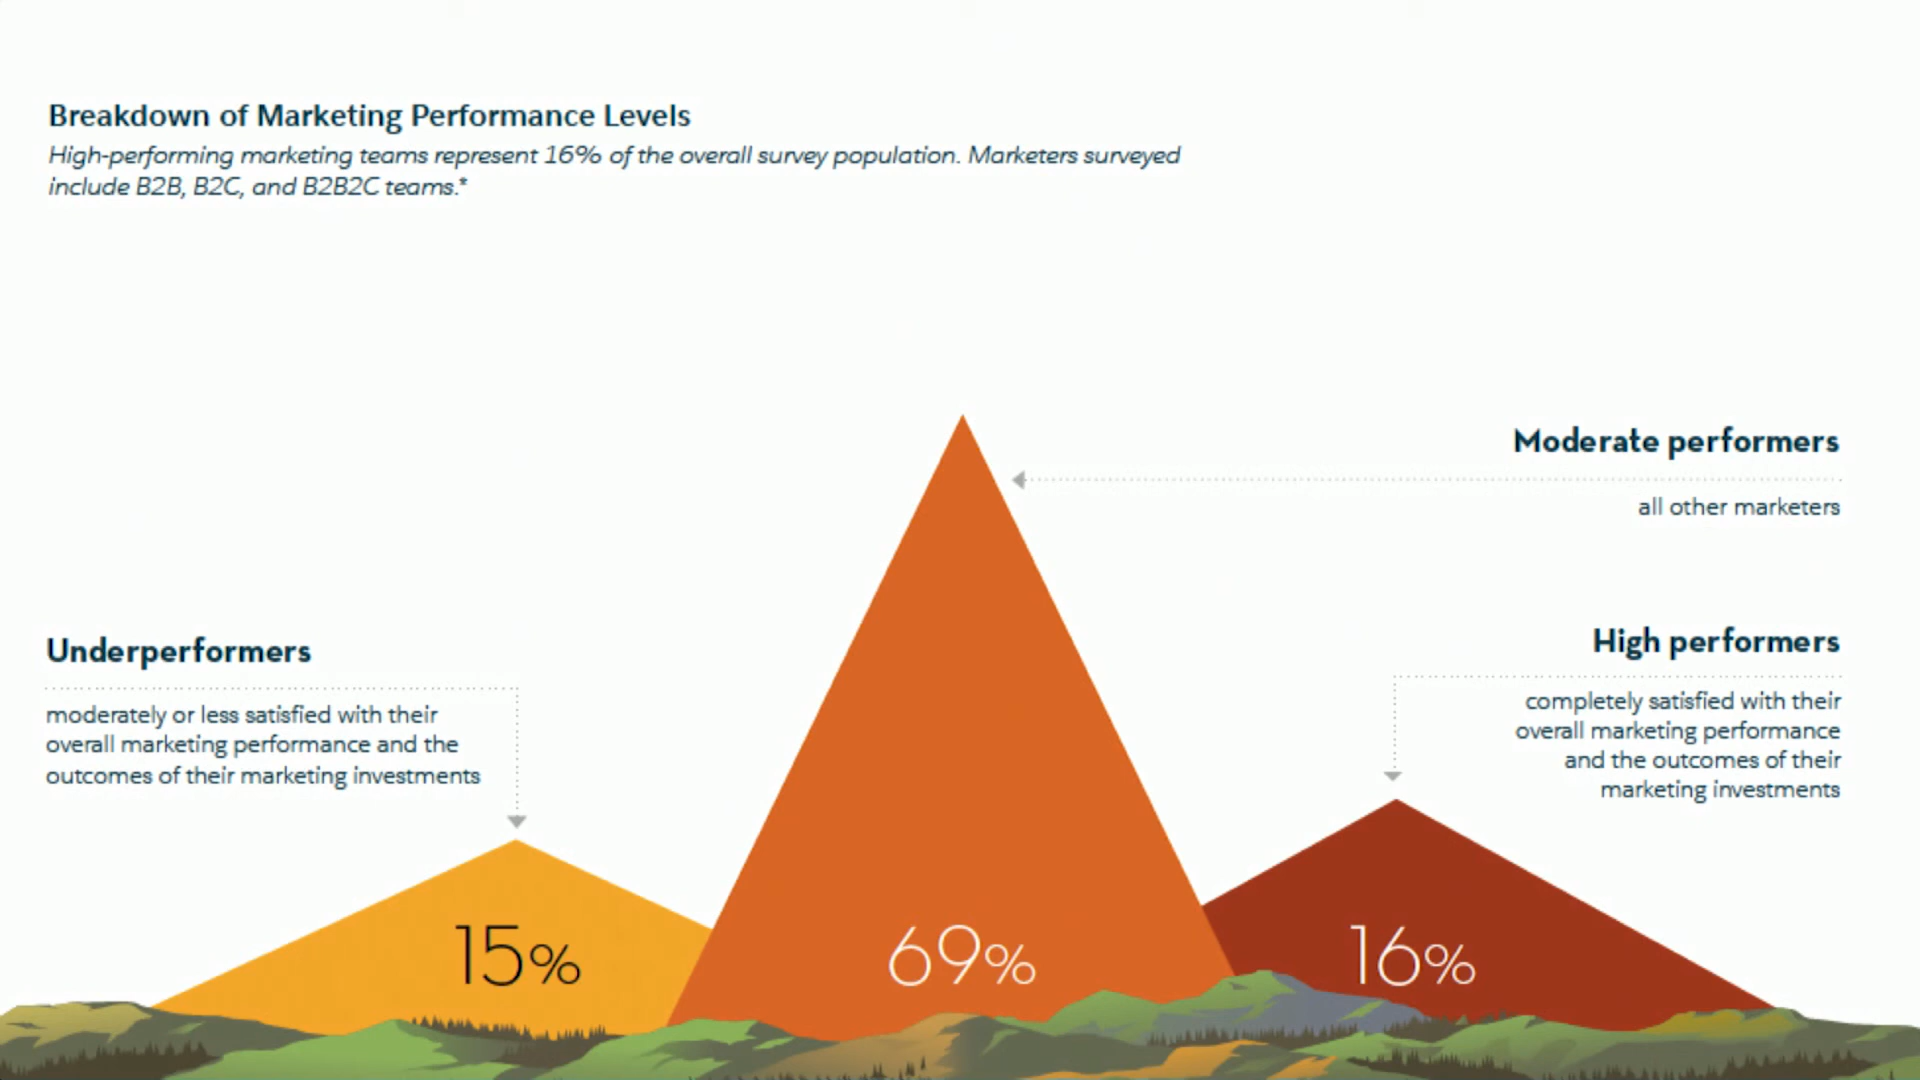 Breakdown of Marketing Performance Levels
High-performing marketing teams represent 16% of the overall survey population. Marketers surveyed
include B2B, B2C, and B2B2C teams.*
Moderate performers
all other marketers
Underperformers
moderately or less satisfied with their
overall marketing performance and the
outcomes of their marketing investments
High performers
completely satisfied with their
overall marketing performance
and the outcomes of their
marketing investments
15%
69%
16%